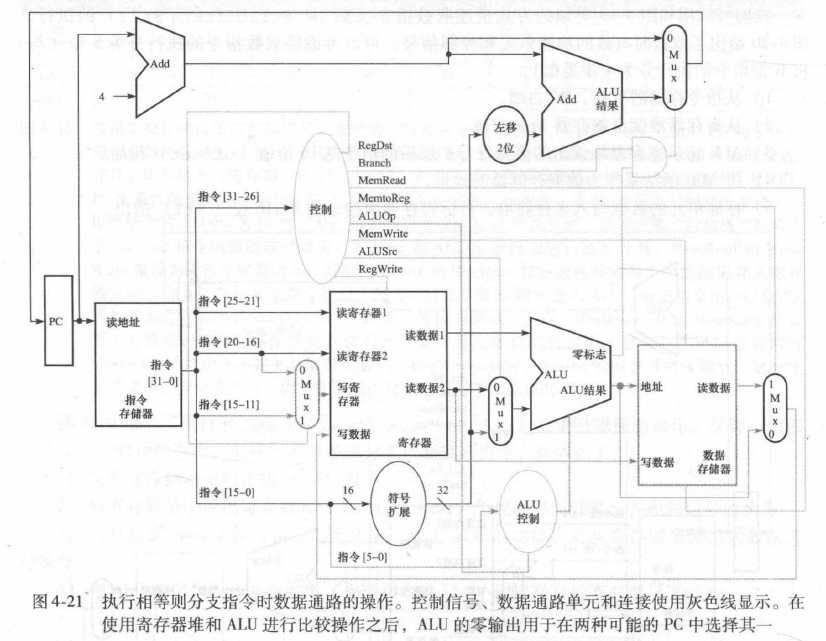 Add
4
Add
ALU
结果
0
M
u
x
1
左移
2位
RegDst
Branch
MemRead
MemtoReg
ALUOp
MemWrite
ALUSrc
RegWrite
指令 [31-26]
控制
PC
读地址
指令
[31-0]
指令
存储器
指令 [25-21]
指令 [20-16]
指令 [15-11]
0
M
u
x
1
读寄存器1
读寄存器2
写寄
存器
写数据
读数据1
读数据2
寄存器
0
M
u
x
1
零标志
ALU
ALU
结果
地址
读数据
写数据
数据
存储器
1
M
u
x
0
指令 [15-0]
16
符号
扩展
32
ALU
控制
指令 [5-0]
图 4-21 执行相等则分支指令时数据通路的操作。控制信号、数据通路单元和连接使用灰色线显示。在
使用寄存器堆和 ALU 进行比较操作之后，ALU 的零输出用于在两种可能的 PC 中选择其一